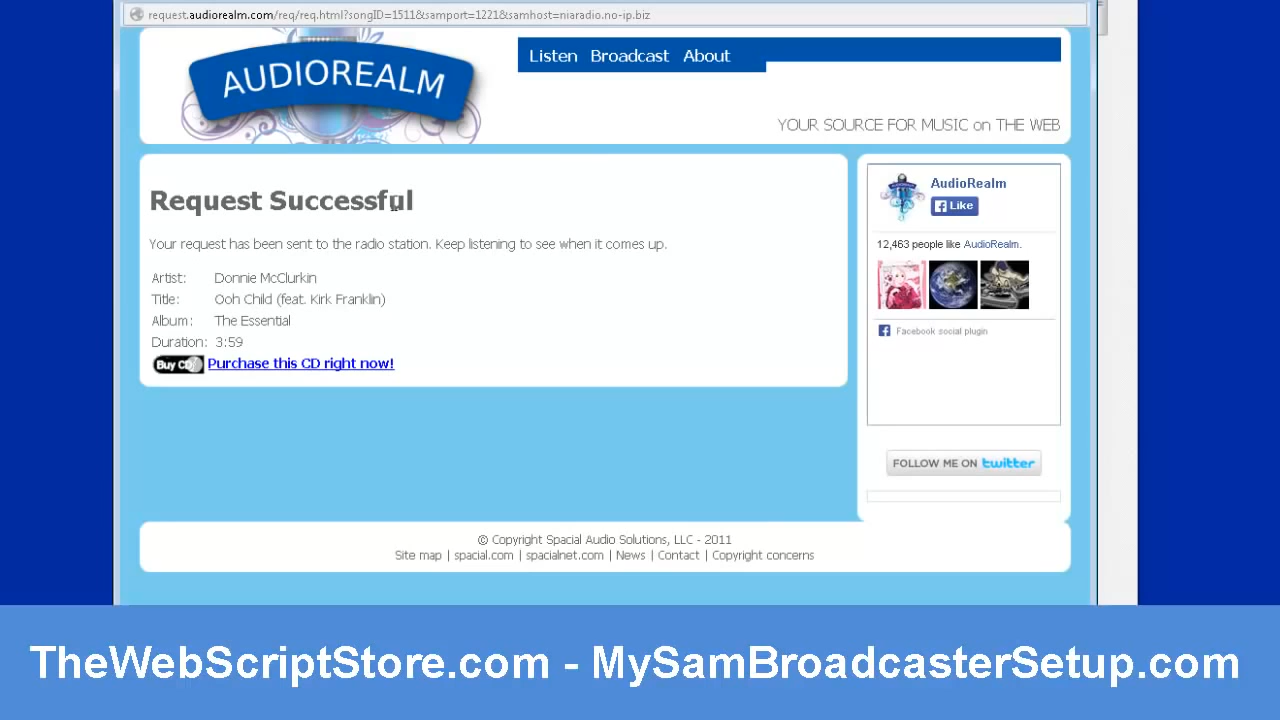 request.audiorealm.com/req/req.html?songID=1511&samport=1221&samhost=niaradio.no-ip.biz
AUDIOREALM
Listen Broadcast About
YOUR SOURCE FOR MUSIC on THE WEB
Request Successful
Your request has been sent to the radio station. Keep listening to see when it comes up.
Artist: Donnie McClurkin
Title: Ooh Child (feat. Kirk Franklin)
Album: The Essential
Duration: 3:59
Buy CD Purchase this CD right now!
AudioRealm
Like
12,463 people like AudioRealm.
Facebook social plugin
FOLLOW ME ON twitter
© Copyright Spacial Audio Solutions, LLC - 2011
Site map | spacial.com | spacialnet.com | News | Contact | Copyright concerns
TheWebScriptStore.com - MySamBroadcasterSetup.com